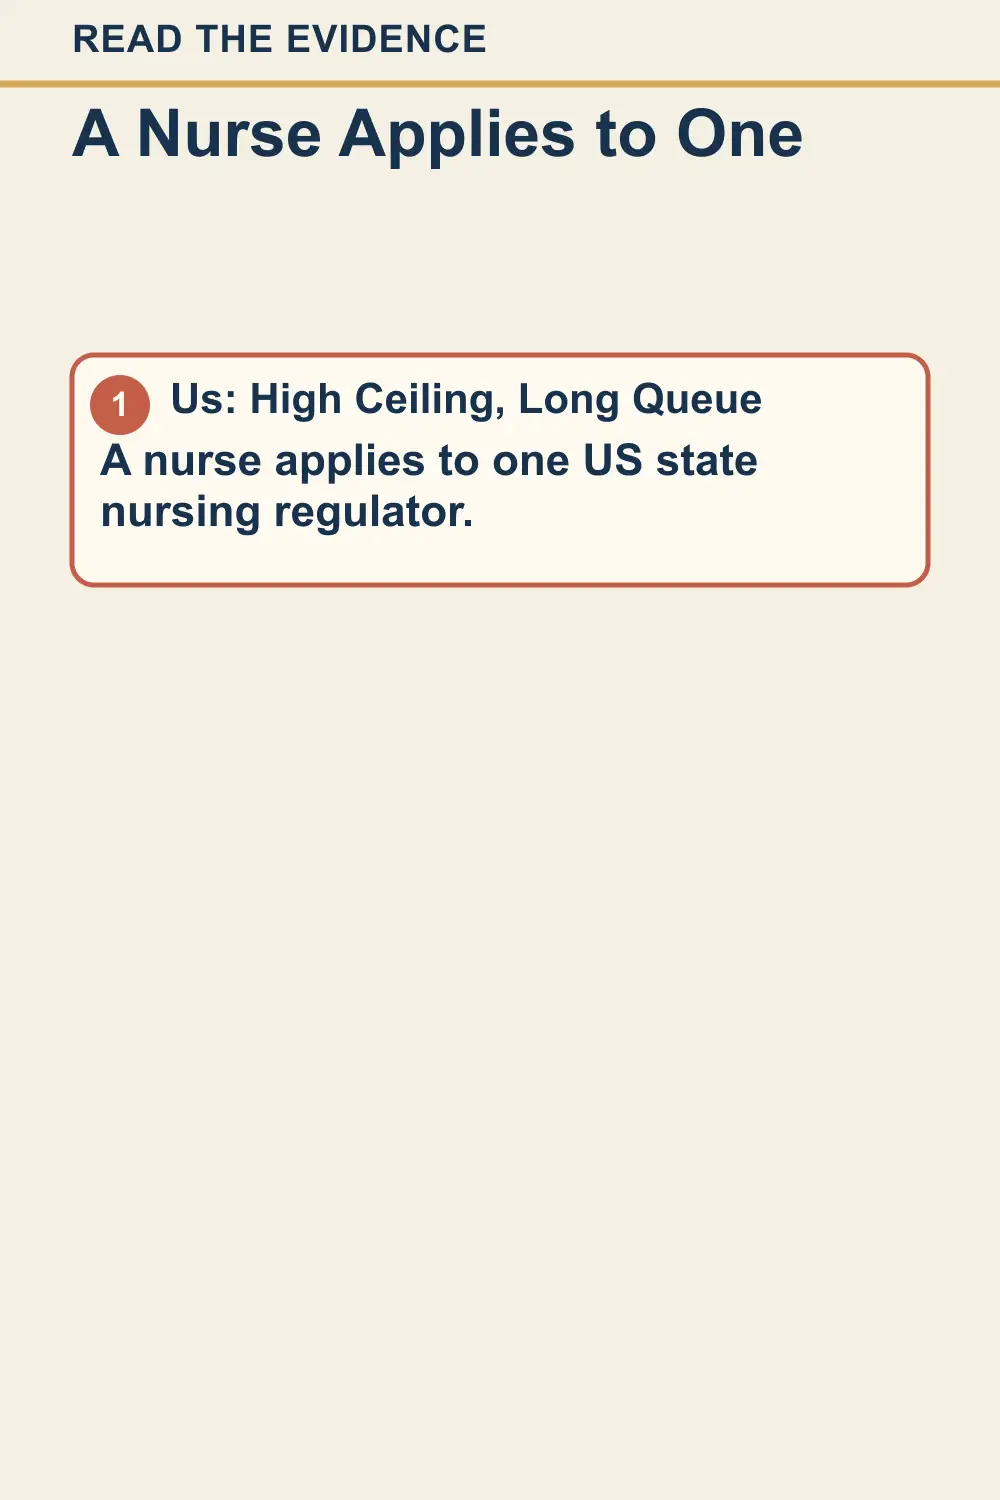 READ THE EVIDENCE
A Nurse Applies to One
1 Us: High Ceiling, Long Queue
A nurse applies to one US state
nursing regulator.